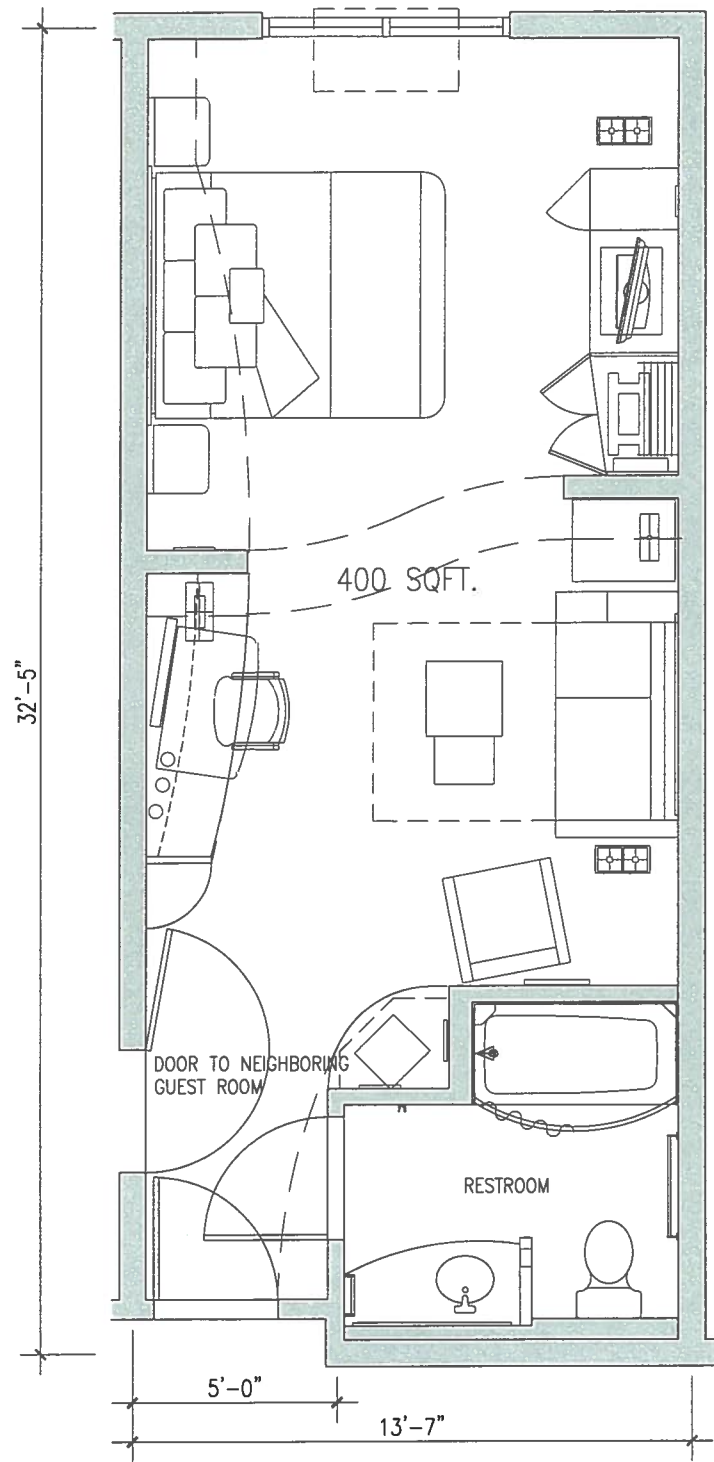 400 SQFT.
32'-5"
DOOR TO NEIGHBORING
GUEST ROOM
RESTROOM
5'-0"
13'-7"